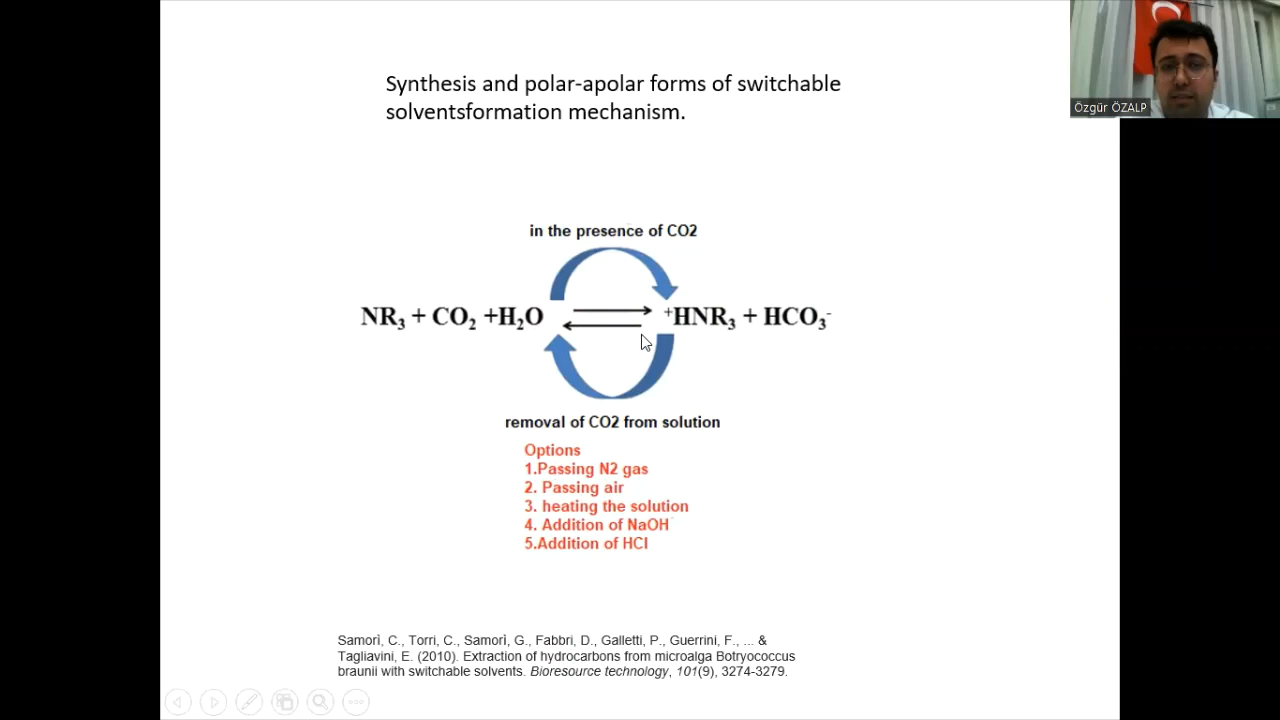 Synthesis and polar-apolar forms of switchable
solventsformation mechanism.
Özgür ÖZALP
in the presence of CO2
NR₃ + CO₂ +H₂O ⇌ ⁺HNR₃ + HCO₃⁻
removal of CO2 from solution
Options
1.Passing N2 gas
2. Passing air
3. heating the solution
4. Addition of NaOH
5.Addition of HCl
Samorì, C., Torri, C., Samorì, G., Fabbri, D., Galletti, P., Guerrini, F., ... &
Tagliavini, E. (2010). Extraction of hydrocarbons from microalga Botryococcus
braunii with switchable solvents. Bioresource technology, 101(9), 3274-3279.